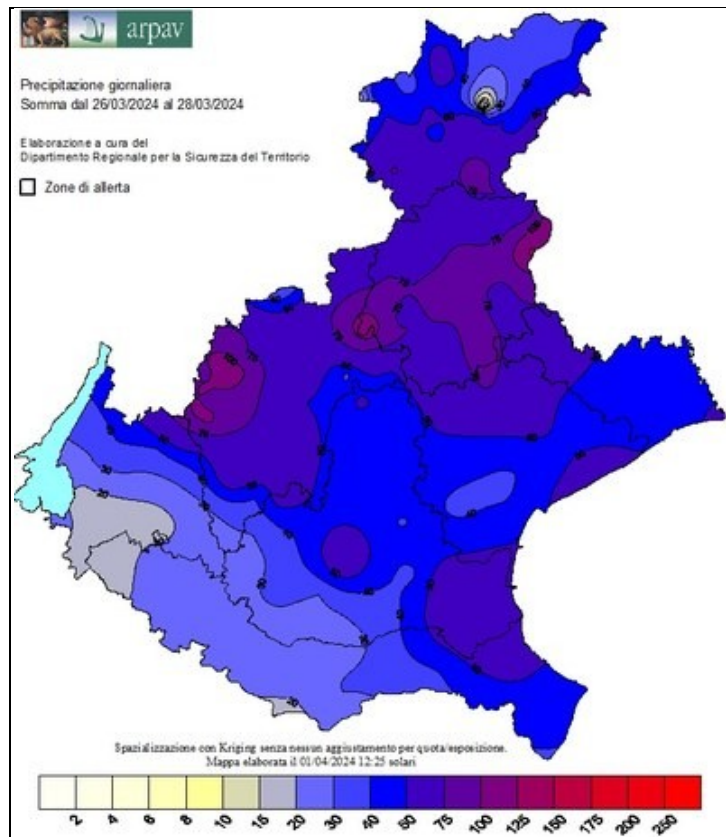 arpav
Precipitazione giornaliera
Somma dal 26/03/2024 al 28/03/2024
Elaborazione a cura del
Dipartimento Regionale per la Sicurezza del Territorio
Zone di allerta
Spazializzazione con Kriging senza nessun aggiustamento per quota/esposizione.
Mappa elaborata il 01/04/2024 12:25 solari
2 4 6 8 10 15 20 30 40 50 75 100 125 150 175 200 250